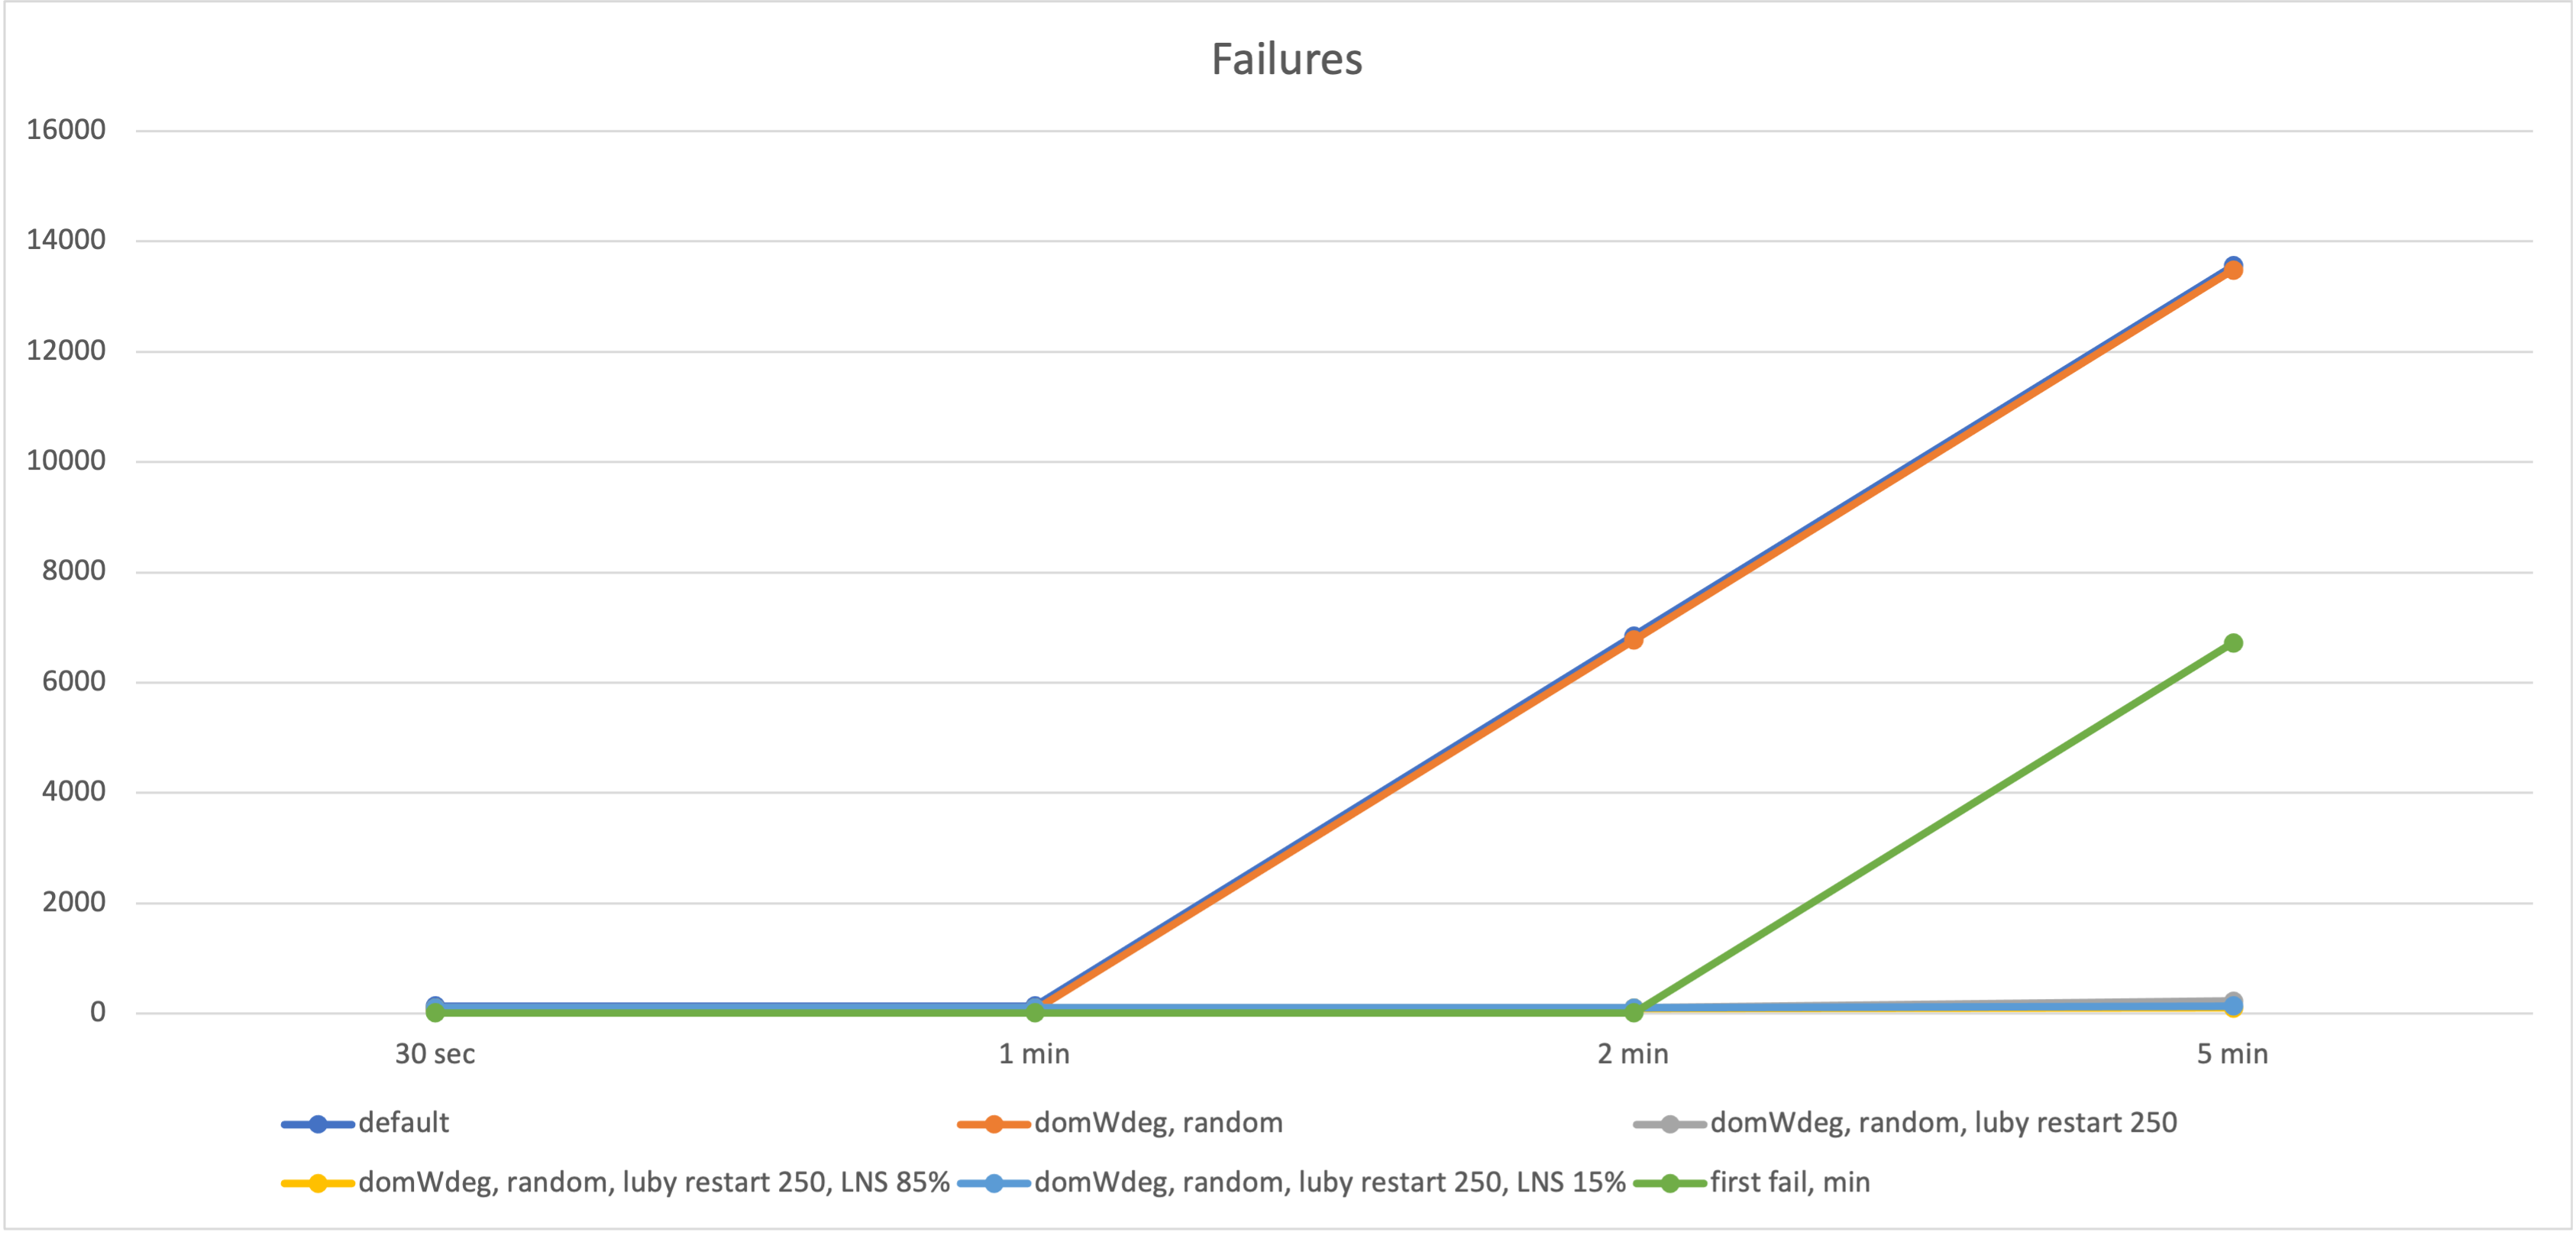 Failures
16000
14000
12000
10000
8000
6000
4000
2000
0
30 sec 1 min 2 min 5 min
default domWdeg, random domWdeg, random, luby restart 250
domWdeg, random, luby restart 250, LNS 85% domWdeg, random, luby restart 250, LNS 15% first fail, min